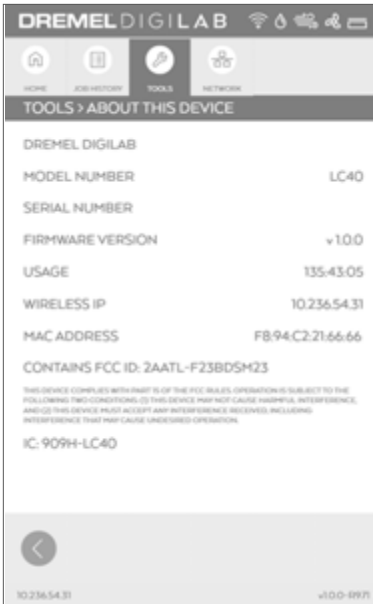 DREMEL DIGILAB
HOME JOB HISTORY TOOLS NETWORK
TOOLS > ABOUT THIS DEVICE
DREMEL DIGILAB
MODEL NUMBER LC40
SERIAL NUMBER
FIRMWARE VERSION v1.0.0
USAGE 135:43:05
WIRELESS IP 10.236.54.31
MAC ADDRESS F8:94:C2:21:66:66
CONTAINS FCC ID: 2AATL-F23BDSM23
THIS DEVICE COMPLIES WITH PART 15 OF THE FCC RULES. OPERATION IS SUBJECT TO THE
FOLLOWING TWO CONDITIONS: (1) THIS DEVICE MAY NOT CAUSE HARMFUL INTERFERENCE,
AND (2) THIS DEVICE MUST ACCEPT ANY INTERFERENCE RECEIVED, INCLUDING
INTERFERENCE THAT MAY CAUSE UNDESIRED OPERATION.
IC: 909H-LC40
10.236.54.31 v1.0.0-R971